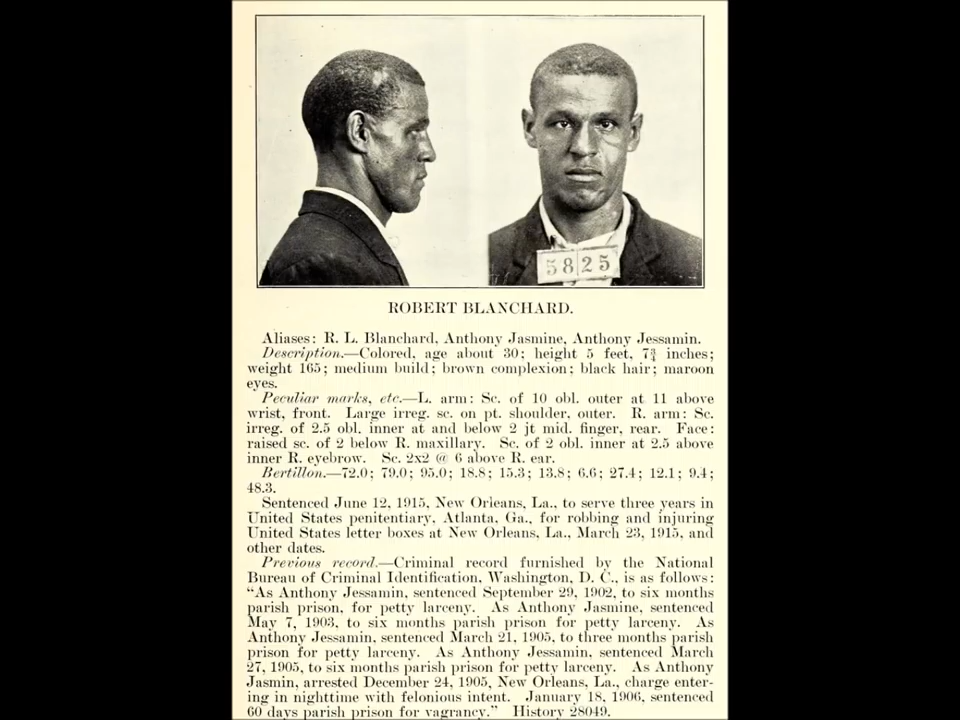 5825
ROBERT BLANCHARD.
Aliases: R. L. Blanchard, Anthony Jasmine, Anthony Jessamin.
Description.—Colored, age about 30; height 5 feet, 7¾ inches;
weight 165; medium build; brown complexion; black hair; maroon
eyes.
Peculiar marks, etc.—L. arm: Sc. of 10 obl. outer at 11 above
wrist, front. Large irreg. sc. on pt. shoulder, outer. R. arm: Sc.
irreg. of 2.5 obl. inner at and below 2 jt mid. finger, rear. Face:
raised sc. of 2 below R. maxillary. Sc. of 2 obl. inner at 2.5 above
inner R. eyebrow. Sc. 2x2 @ 6 above R. ear.
Bertillon.—72.0; 79.0; 95.0; 18.8; 15.3; 13.8; 6.6; 27.4; 12.1; 9.4;
48.3.
Sentenced June 12, 1915, New Orleans, La., to serve three years in
United States penitentiary, Atlanta, Ga., for robbing and injuring
United States letter boxes at New Orleans, La., March 23, 1915, and
other dates.
Previous record.—Criminal record furnished by the National
Bureau of Criminal Identification, Washington, D. C., is as follows:
“As Anthony Jessamin, sentenced September 29, 1902, to six months
parish prison, for petty larceny. As Anthony Jasmine, sentenced
May 7, 1903, to six months parish prison for petty larceny. As
Anthony Jessamin, sentenced March 21, 1905, to three months parish
prison for petty larceny. As Anthony Jessamin, sentenced March
27, 1905, to six months parish prison for petty larceny. As Anthony
Jasmin, arrested December 24, 1905, New Orleans, La., charge enter-
ing in nighttime with felonious intent. January 18, 1906, sentenced
60 days parish prison for vagrancy.” History 28049.